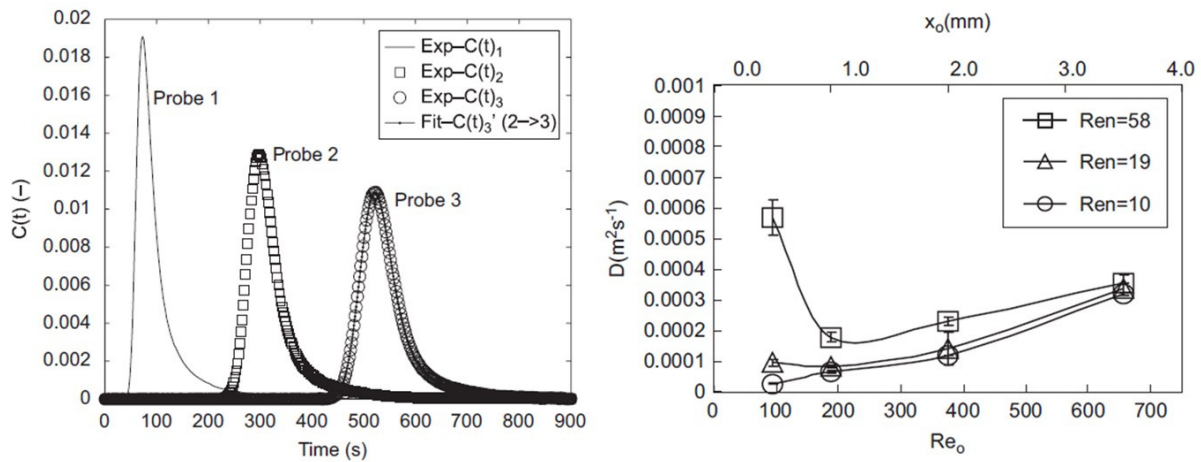 0.02
0.018
0.016
0.014
0.012
0.01
0.008
0.006
0.004
0.002
0
C(t) (–)
Exp–C(t)1
Exp–C(t)2
Exp–C(t)3
Fit–C(t)3' (2–>3)
Probe 1
Probe 2
Probe 3
0 100 200 300 400 500 600 700 800 900
Time (s)
xo(mm)
0.0 1.0 2.0 3.0 4.0
0.001
0.0009
0.0008
0.0007
0.0006
0.0005
0.0004
0.0003
0.0002
0.0001
0
D(m²s⁻¹)
Ren=58
Ren=19
Ren=10
0 100 200 300 400 500 600 700
Reo